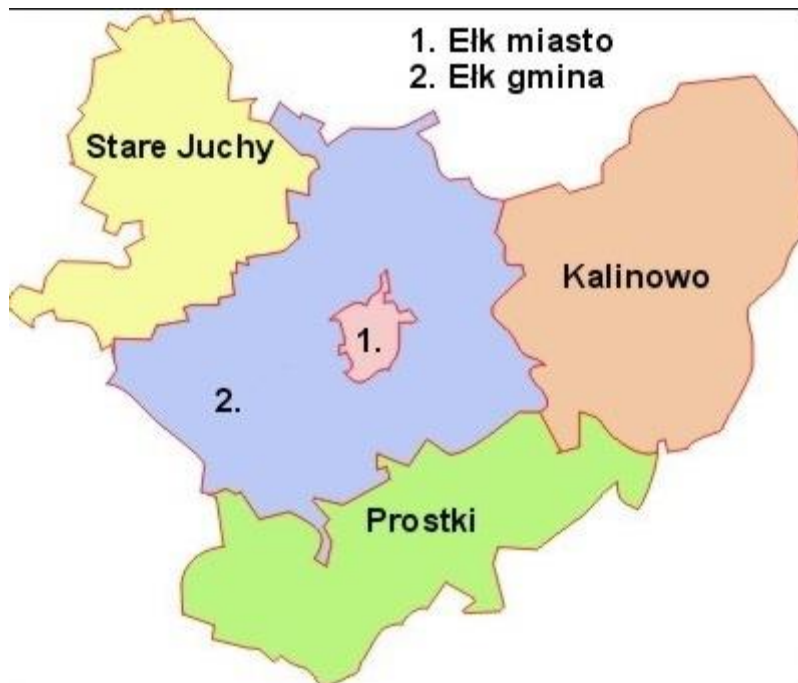 1. Ełk miasto
2. Ełk gmina
Stare Juchy
Kalinowo
1.
2.
Prostki